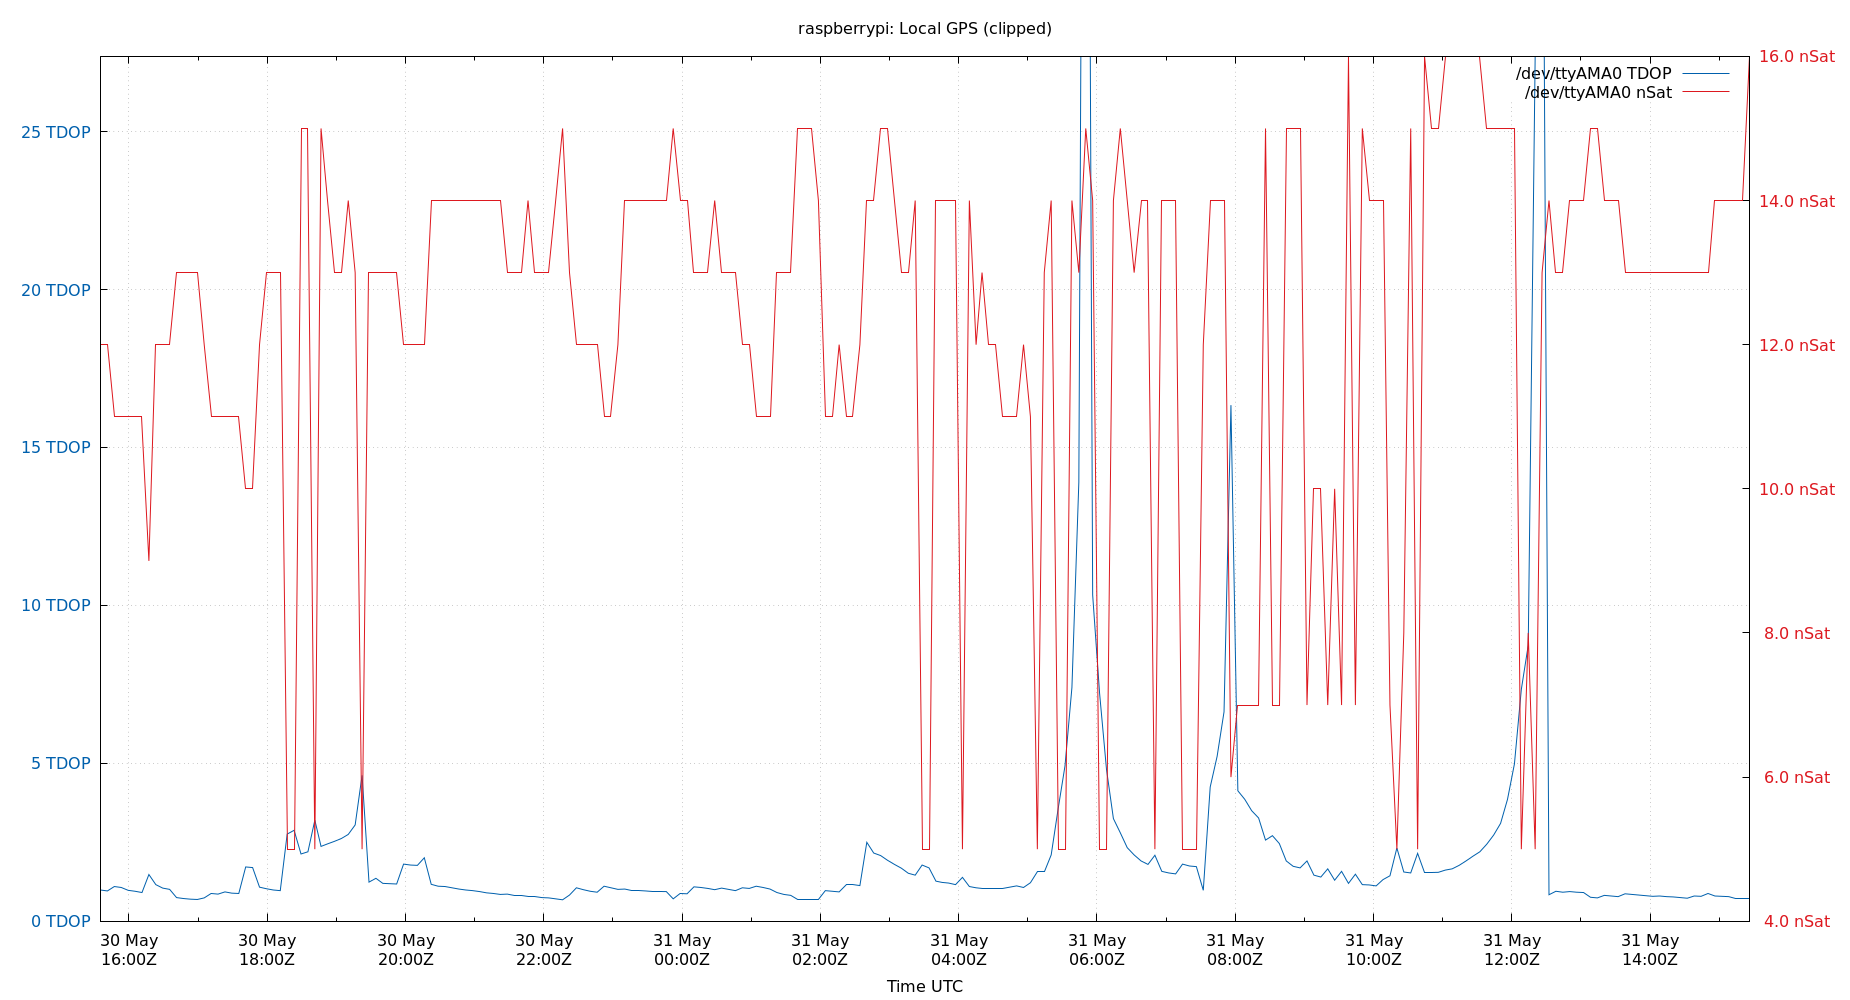 raspberrypi: Local GPS (clipped)
16.0 nSat
/dev/ttyAMA0 TDOP
/dev/ttyAMA0 nSat
25 TDOP
14.0 nSat
20 TDOP
12.0 nSat
15 TDOP
10.0 nSat
10 TDOP
8.0 nSat
5 TDOP
6.0 nSat
0 TDOP
4.0 nSat
30 May 30 May 30 May 30 May 31 May 31 May 31 May 31 May 31 May 31 May 31 May 31 May
16:00Z 18:00Z 20:00Z 22:00Z 00:00Z 02:00Z 04:00Z 06:00Z 08:00Z 10:00Z 12:00Z 14:00Z
Time UTC